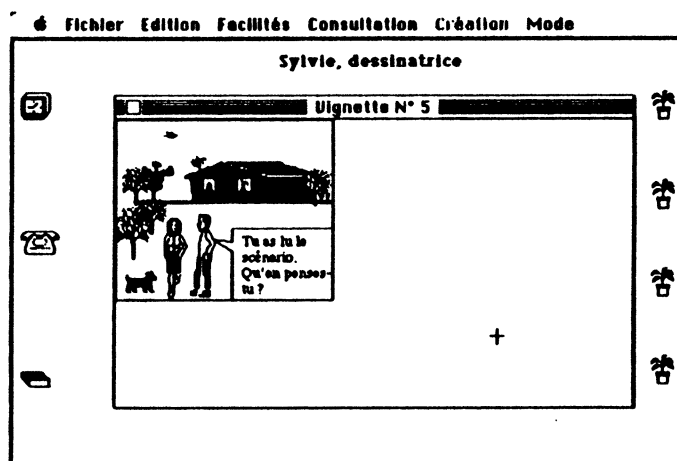 Fichier Edition Facilités Consultation Création Mode
Sylvie, dessinatrice
Vignette N° 5
Tu as lu le
scénario.
Qu'en penses-
tu ?